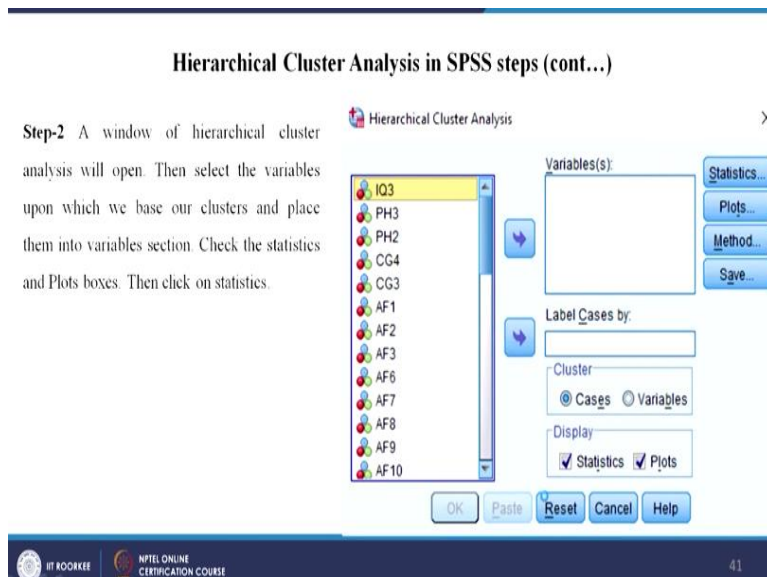 Hierarchical Cluster Analysis in SPSS steps (cont…)
Step-2 A window of hierarchical cluster
analysis will open. Then select the variables
upon which we base our clusters and place
them into variables section. Check the statistics
and Plots boxes. Then click on statistics.
Hierarchical Cluster Analysis
IQ3
PH3
PH2
CG4
CG3
AF1
AF2
AF3
AF6
AF7
AF8
AF9
AF10
Variables(s):
Statistics...
Plots...
Method...
Save...
Label Cases by:
Cluster
Cases Variables
Display
Statistics Plots
OK Paste Reset Cancel Help
IIT ROORKEE
NPTEL ONLINE
CERTIFICATION COURSE
41